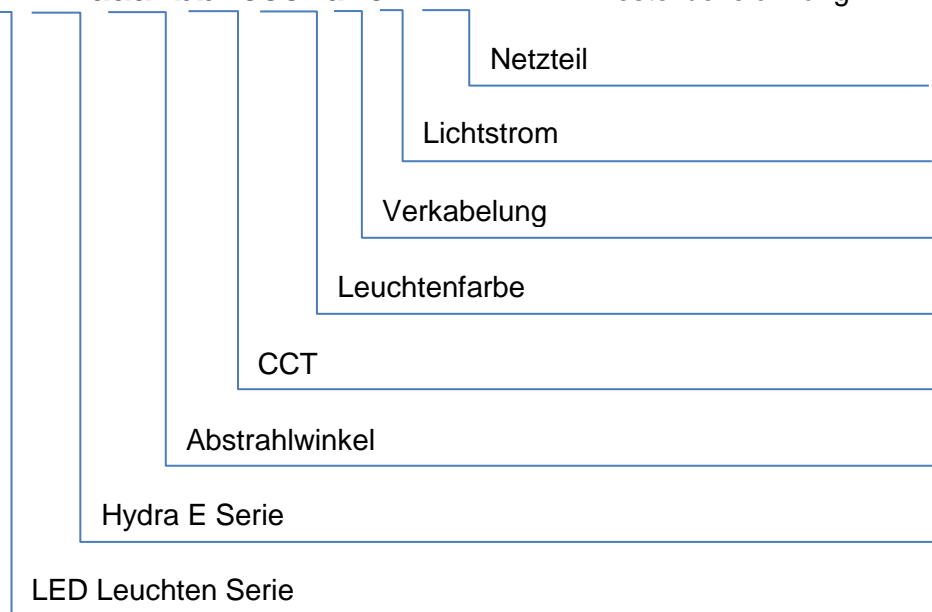 Netzteil
Lichtstrom
Verkabelung
Leuchtenfarbe
CCT
Abstrahlwinkel
Hydra E Serie
LED Leuchten Serie